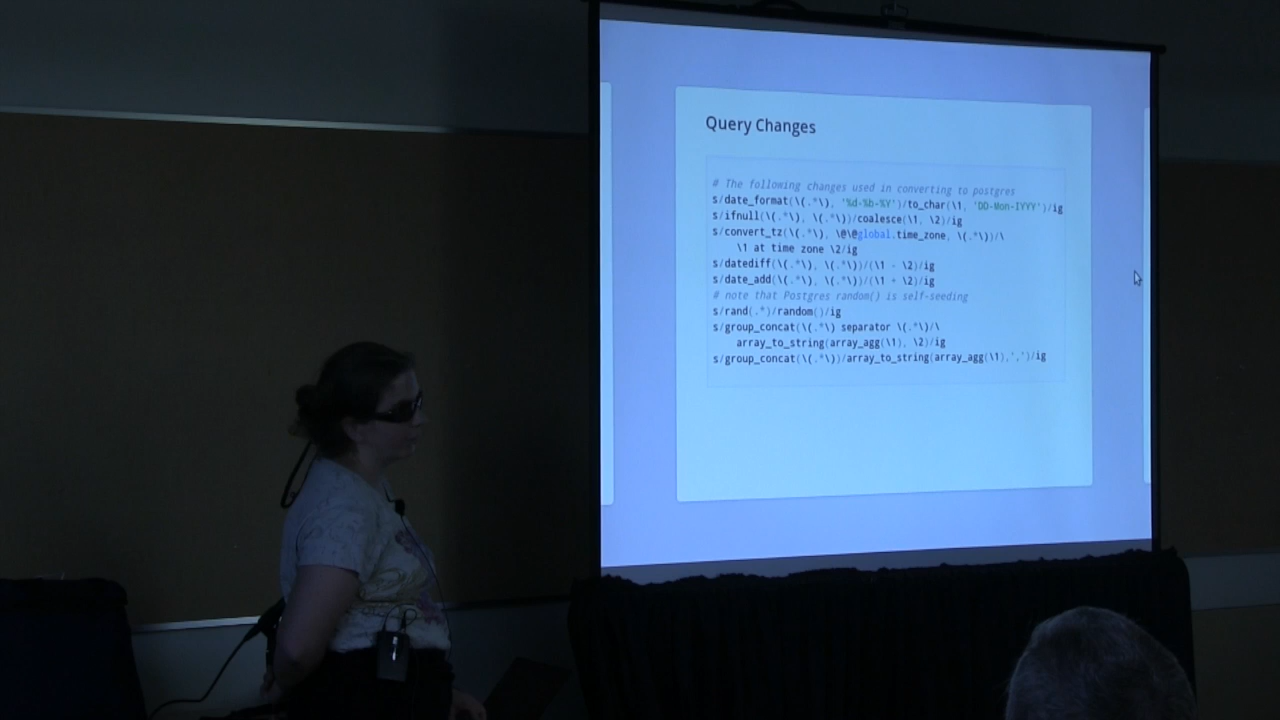 Query Changes
# The following changes used in converting to postgres
s/date_format(\(.*\), '%d-%b-%Y')/to_char(\1, 'DD-Mon-IYYY')/ig
s/ifnull(\(.*\), \(.*\))/coalesce(\1, \2)/ig
s/convert_tz(\(.*\), \@\@global.time_zone, \(.*\))/\
\1 at time zone \2/ig
s/datediff(\(.*\), \(.*\))/(\1 - \2)/ig
s/date_add(\(.*\), \(.*\))/(\1 + \2)/ig
# note that Postgres random() is self-seeding
s/rand(.*)/random()/ig
s/group_concat(\(.*\) separator \(.*\)/\
array_to_string(array_agg(\1), \2)/ig
s/group_concat(\(.*\))/array_to_string(array_agg(\1),',')/ig